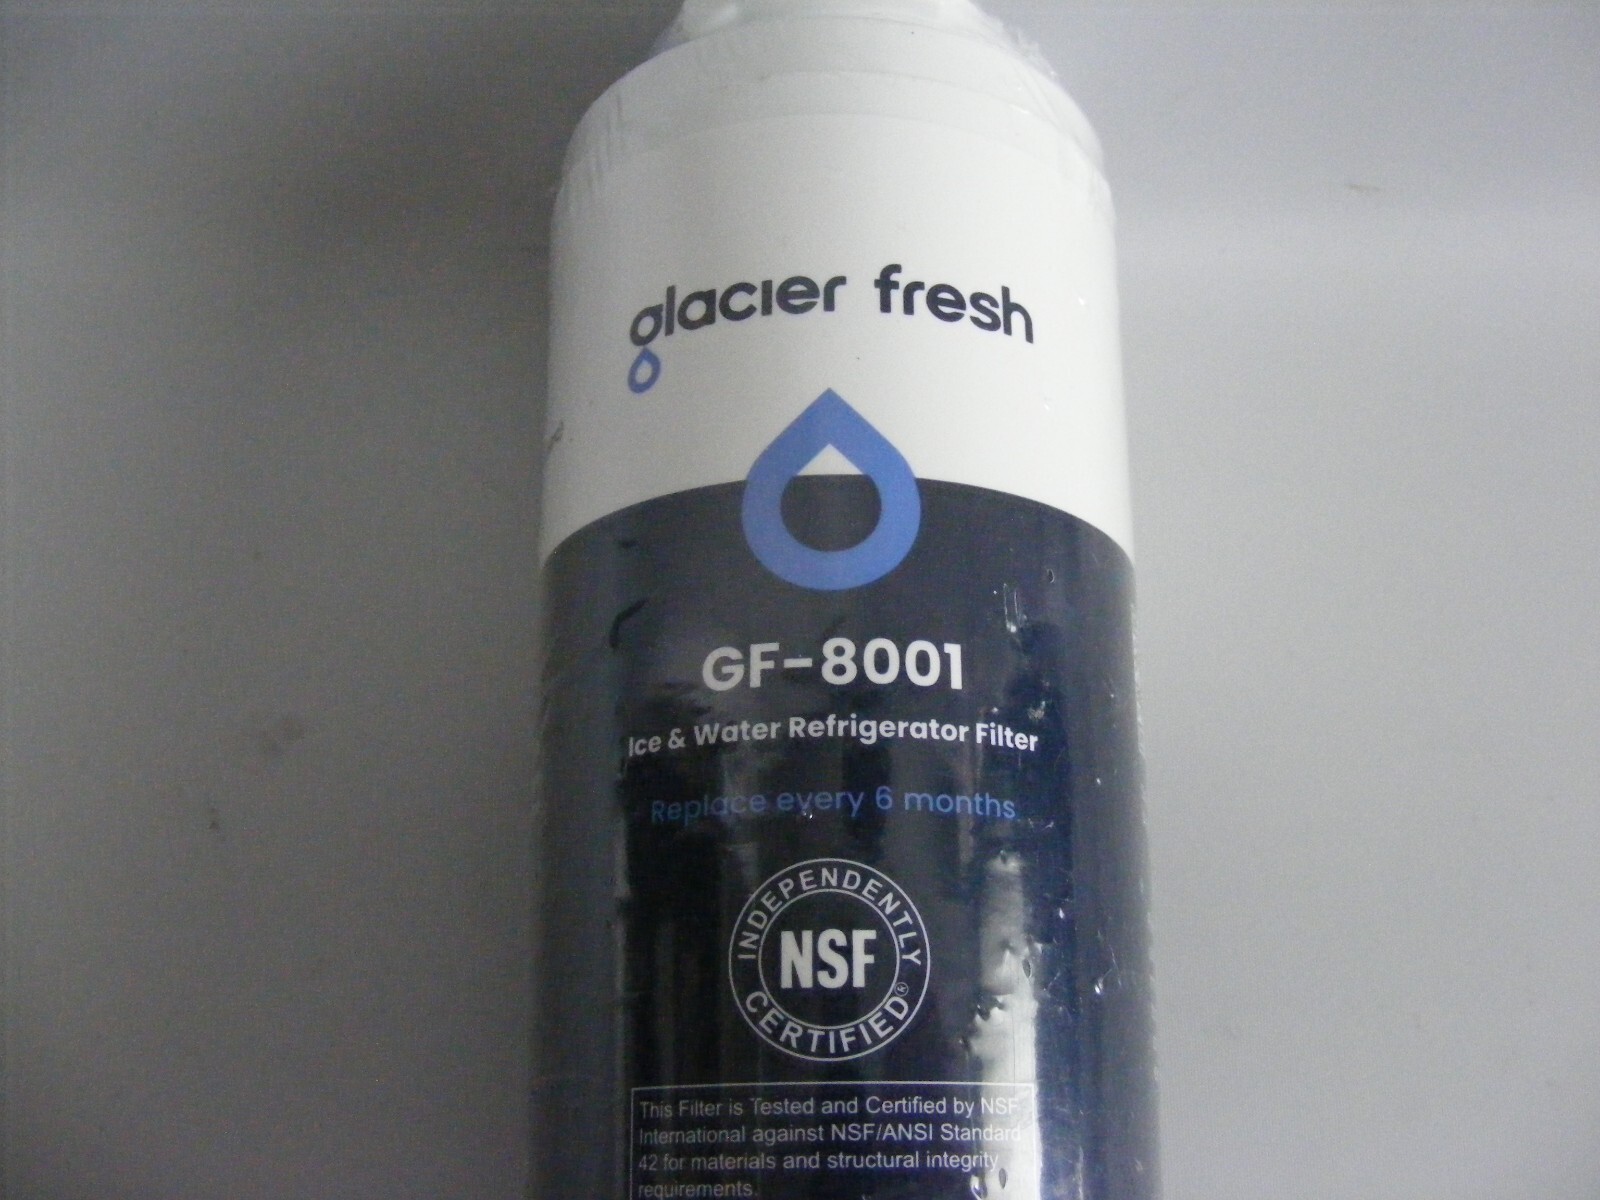 glacier fresh
GF-8001
Ice & Water Refrigerator Filter
Replace every 6 months
INDEPENDENTLY
NSF
CERTIFIED®
This Filter is Tested and Certified by NSF
International against NSF/ANSI Standard
42 for materials and structural integrity
requirements.